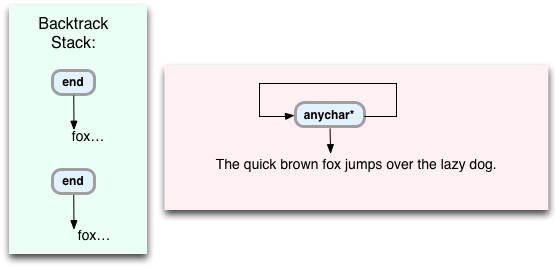 Backtrack
Stack:
end
fox…
end
fox…
anychar*
The quick brown fox jumps over the lazy dog.